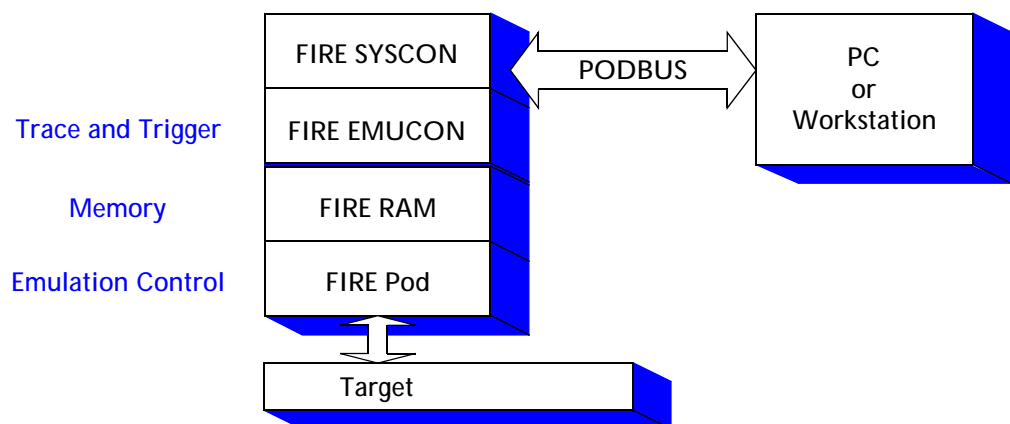 FIRE SYSCON
PODBUS
PC
or
Workstation
Trace and Trigger
FIRE EMUCON
Memory
FIRE RAM
Emulation Control
FIRE Pod
Target